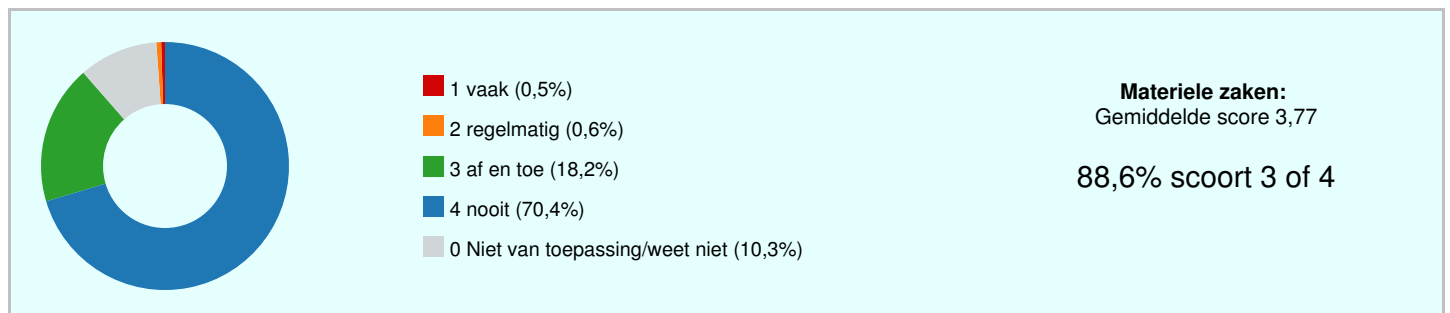 1 vaak (0,5%)
2 regelmatig (0,6%)
3 af en toe (18,2%)
4 nooit (70,4%)
0 Niet van toepassing/weet niet (10,3%)
Materiele zaken:
Gemiddelde score 3,77
88,6% scoort 3 of 4